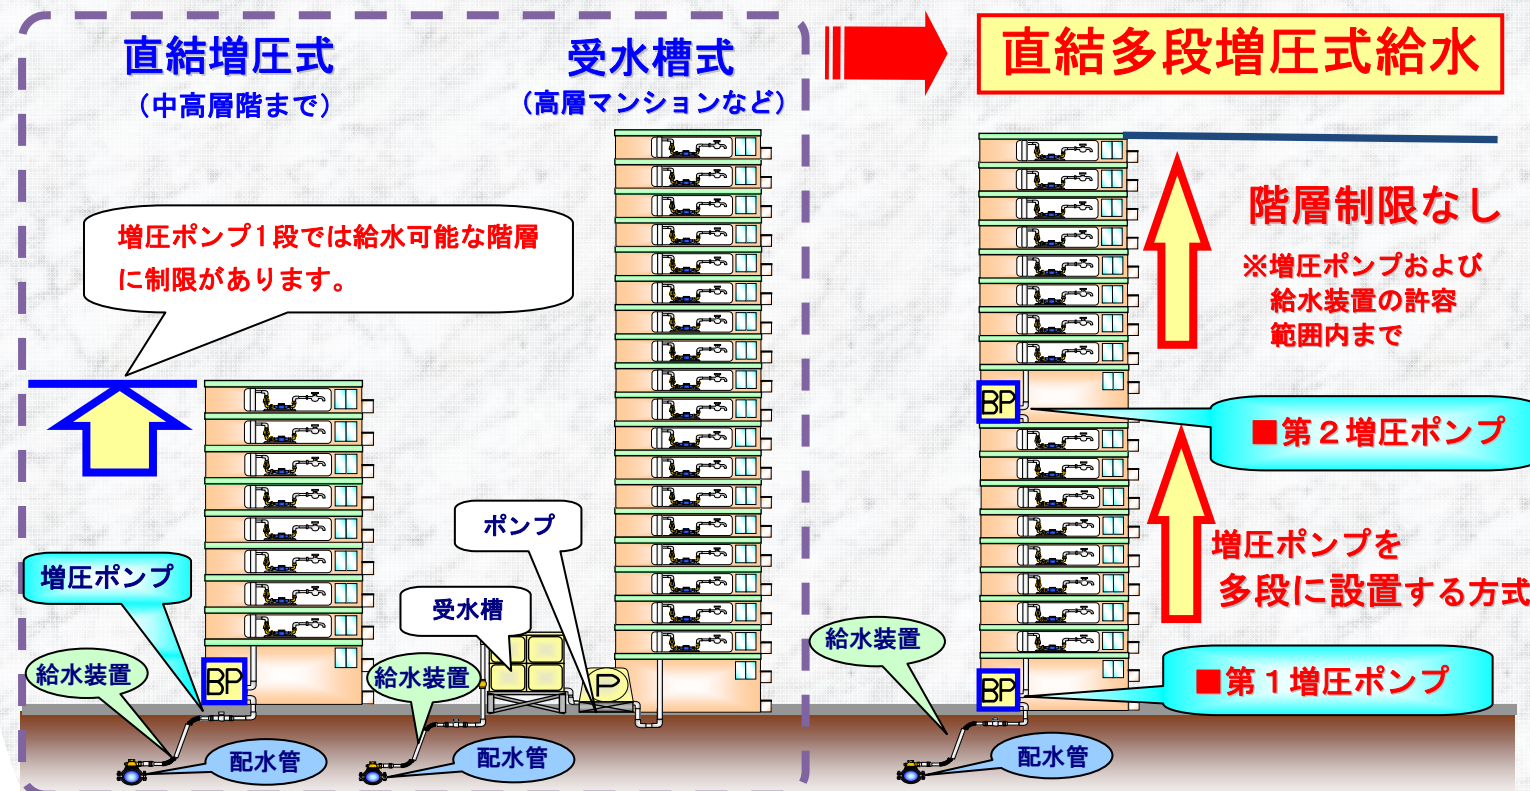 直結増圧式
（中高層階まで）
受水槽式
（高層マンションなど）
直結多段増圧式給水
増圧ポンプ1段では給水可能な階層
に制限があります。
増圧ポンプ
給水装置
BP
配水管
ポンプ
受水槽
給水装置
P
配水管
階層制限なし
※増圧ポンプおよび
給水装置の許容
範囲内まで
BP
■第２増圧ポンプ
増圧ポンプを
多段に設置する方式
給水装置
BP
■第１増圧ポンプ
配水管